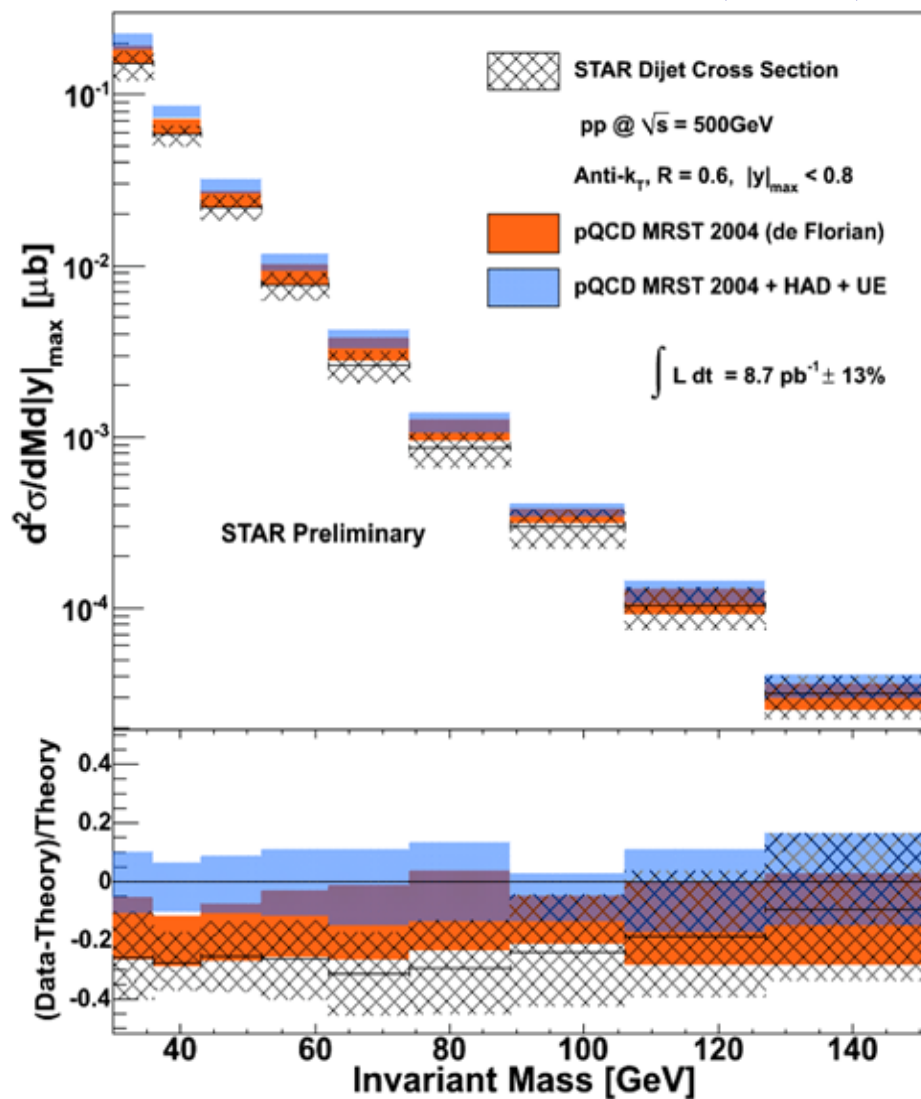 STAR Dijet Cross Section
pp @ √s = 500GeV
Anti-k_T, R = 0.6, |y|_max < 0.8
pQCD MRST 2004 (de Florian)
pQCD MRST 2004 + HAD + UE
∫ L dt = 8.7 pb⁻¹ ± 13%
STAR Preliminary
d²σ/dMd|y|_max [μb]
10⁻¹
10⁻²
10⁻³
10⁻⁴
(Data-Theory)/Theory
0.4
0.2
0
-0.2
-0.4
40 60 80 100 120 140
Invariant Mass [GeV]